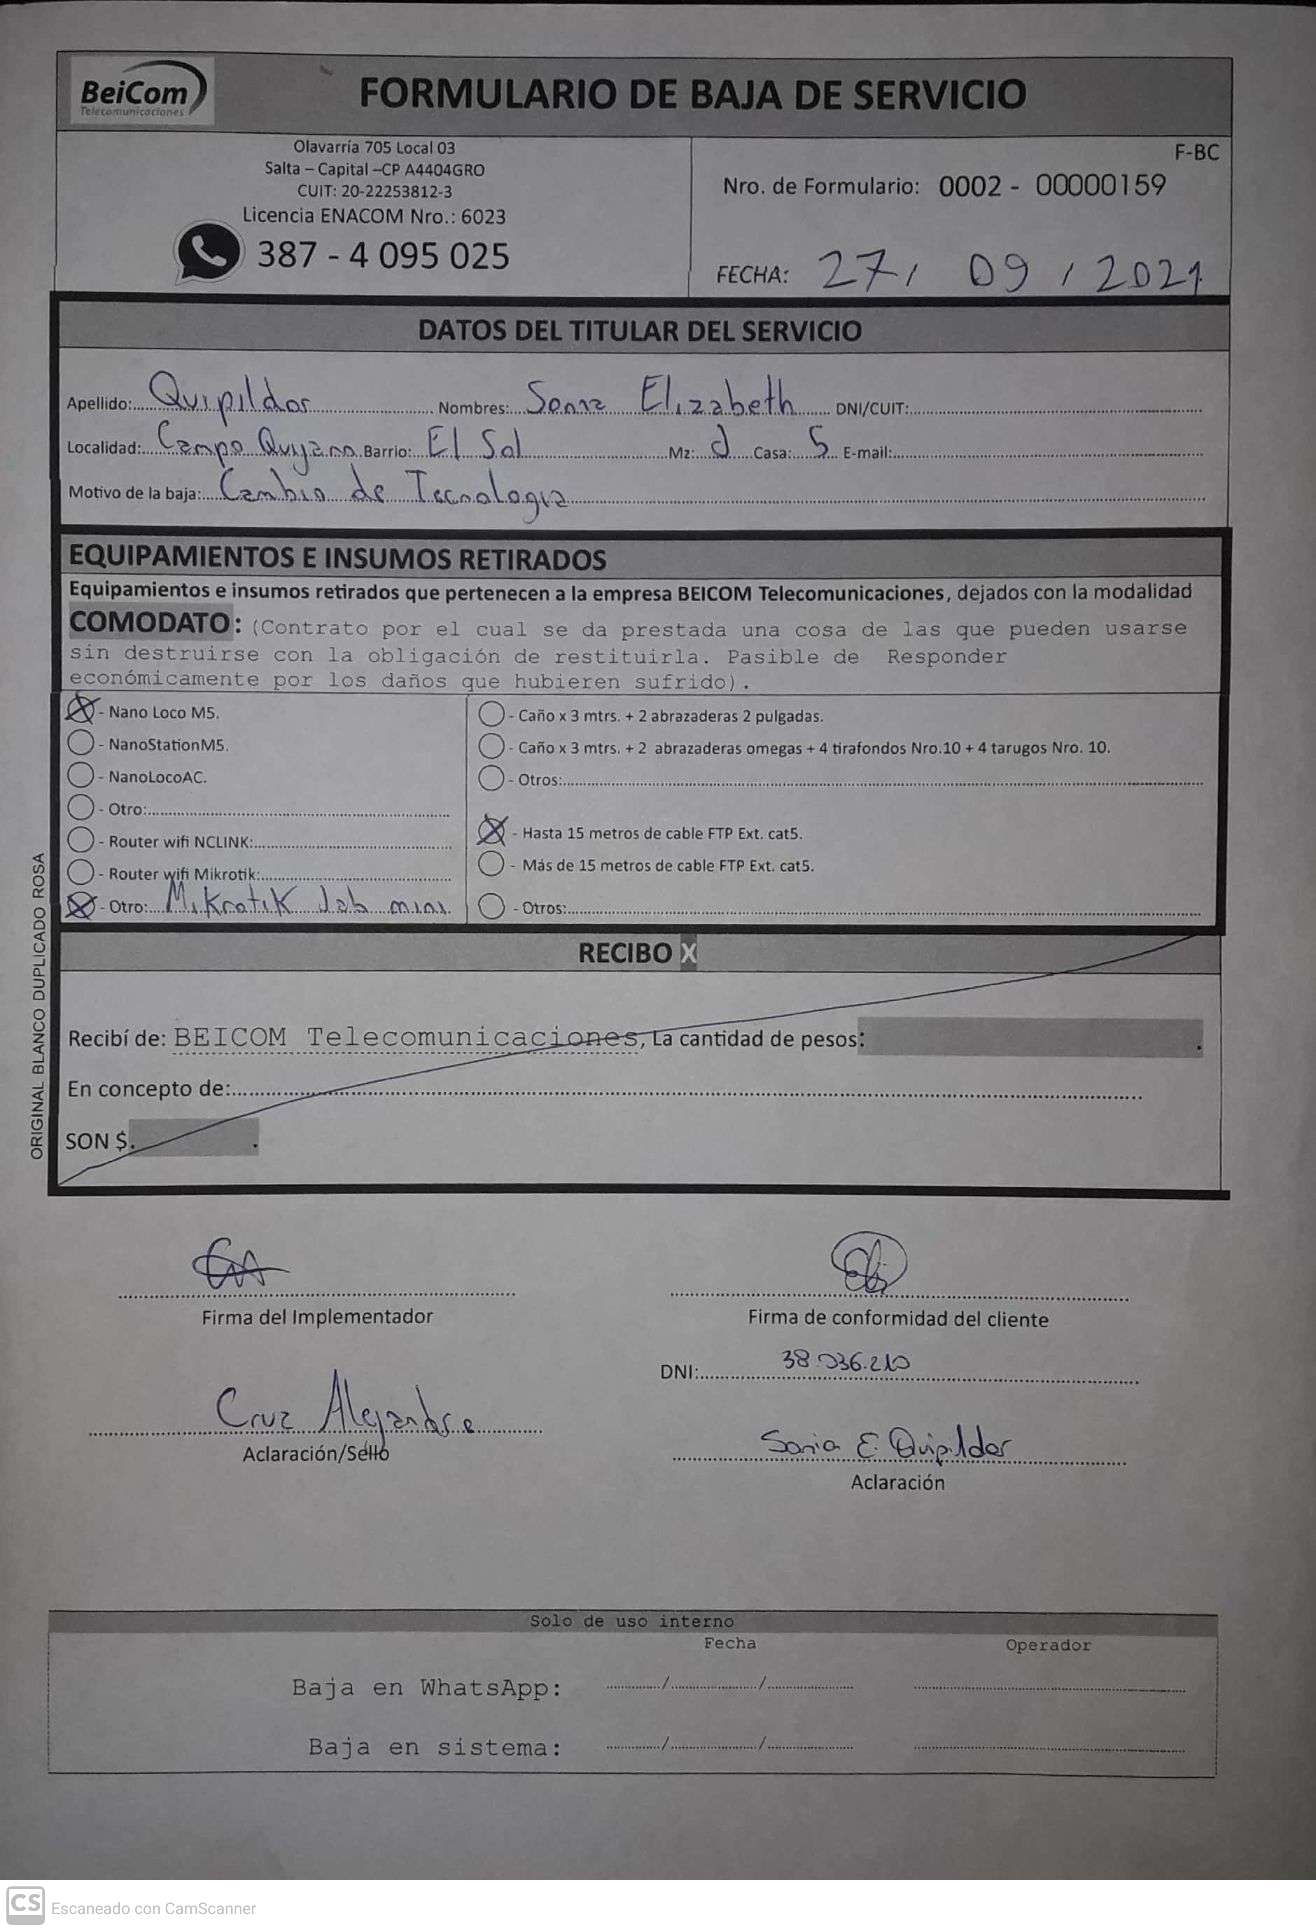 BeiCom
Telecomunicaciones
FORMULARIO DE BAJA DE SERVICIO
Olavarría 705 Local 03
Salta – Capital –CP A4404GRO
CUIT: 20-22253812-3
Licencia ENACOM Nro.: 6023
387 - 4 095 025
F-BC
Nro. de Formulario: 0002 - 00000159
FECHA: 27/ 09 / 2021
DATOS DEL TITULAR DEL SERVICIO
Apellido: Quipildor Nombres: Sonia Elizabeth DNI/CUIT:
Localidad: Campo Quijano Barrio: El Sol Mz: d Casa: 5 E-mail:
Motivo de la baja: Cambio de Tecnologia
EQUIPAMIENTOS E INSUMOS RETIRADOS
Equipamientos e insumos retirados que pertenecen a la empresa BEICOM Telecomunicaciones, dejados con la modalidad
COMODATO: (Contrato por el cual se da prestada una cosa de las que pueden usarse
sin destruirse con la obligación de restituirla. Pasible de Responder
económicamente por los daños que hubieren sufrido).
X - Nano Loco M5.
- NanoStationM5.
- NanoLocoAC.
- Otro:
- Router wifi NCLINK:
- Router wifi Mikrotik:
X - Otro: Mikrotik mini.
- Caño x 3 mtrs. + 2 abrazaderas 2 pulgadas.
- Caño x 3 mtrs. + 2 abrazaderas omegas + 4 tirafondos Nro.10 + 4 tarugos Nro. 10.
- Otros:
X - Hasta 15 metros de cable FTP Ext. cat5.
- Más de 15 metros de cable FTP Ext. cat5.
- Otros:
ORIGINAL BLANCO DUPLICADO ROSA
RECIBO X
Recibí de: BEICOM Telecomunicaciones, La cantidad de pesos:
En concepto de:
SON $.
Firma del Implementador
Firma de conformidad del cliente
DNI: 38.036.210
Cruz Alejandro
Aclaración/Sello
Sonia E. Quipildor
Aclaración
Solo de uso interno
Fecha Operador
Baja en WhatsApp: / /
Baja en sistema: / /
CS Escaneado con CamScanner